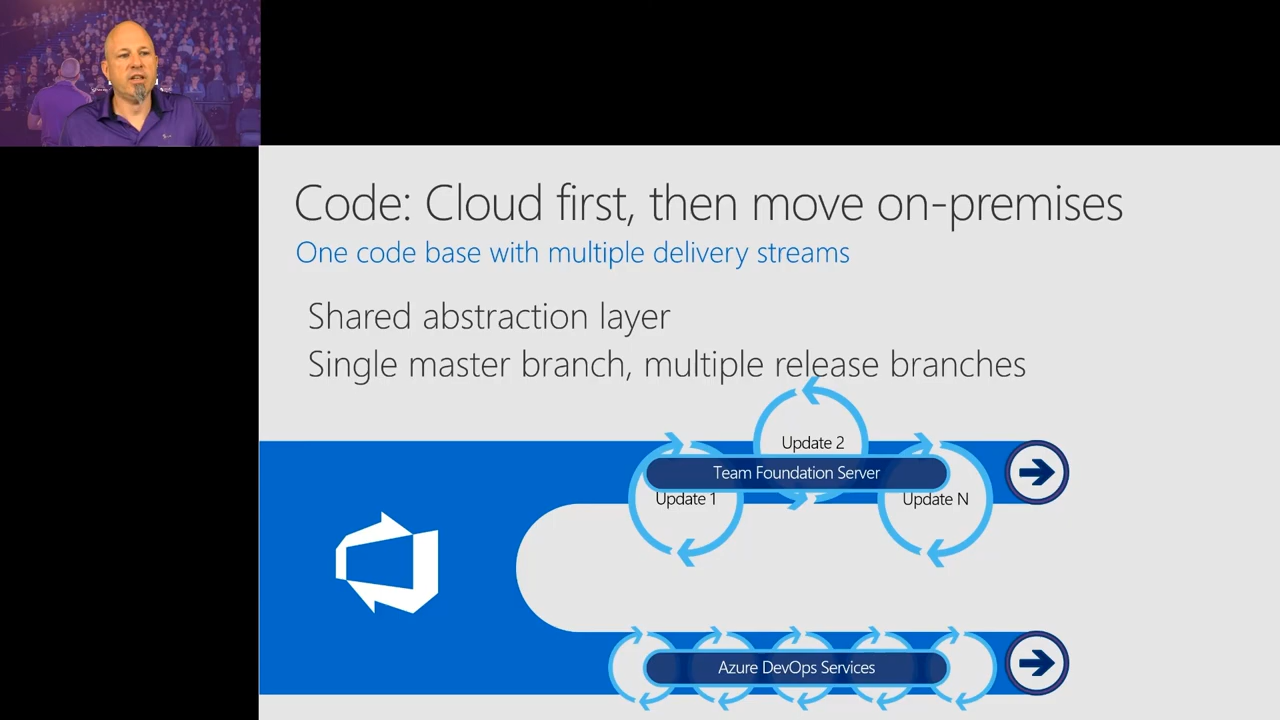 Code: Cloud first, then move on-premises
One code base with multiple delivery streams
Shared abstraction layer
Single master branch, multiple release branches
Update 2
Team Foundation Server
Update 1
Update N
Azure DevOps Services